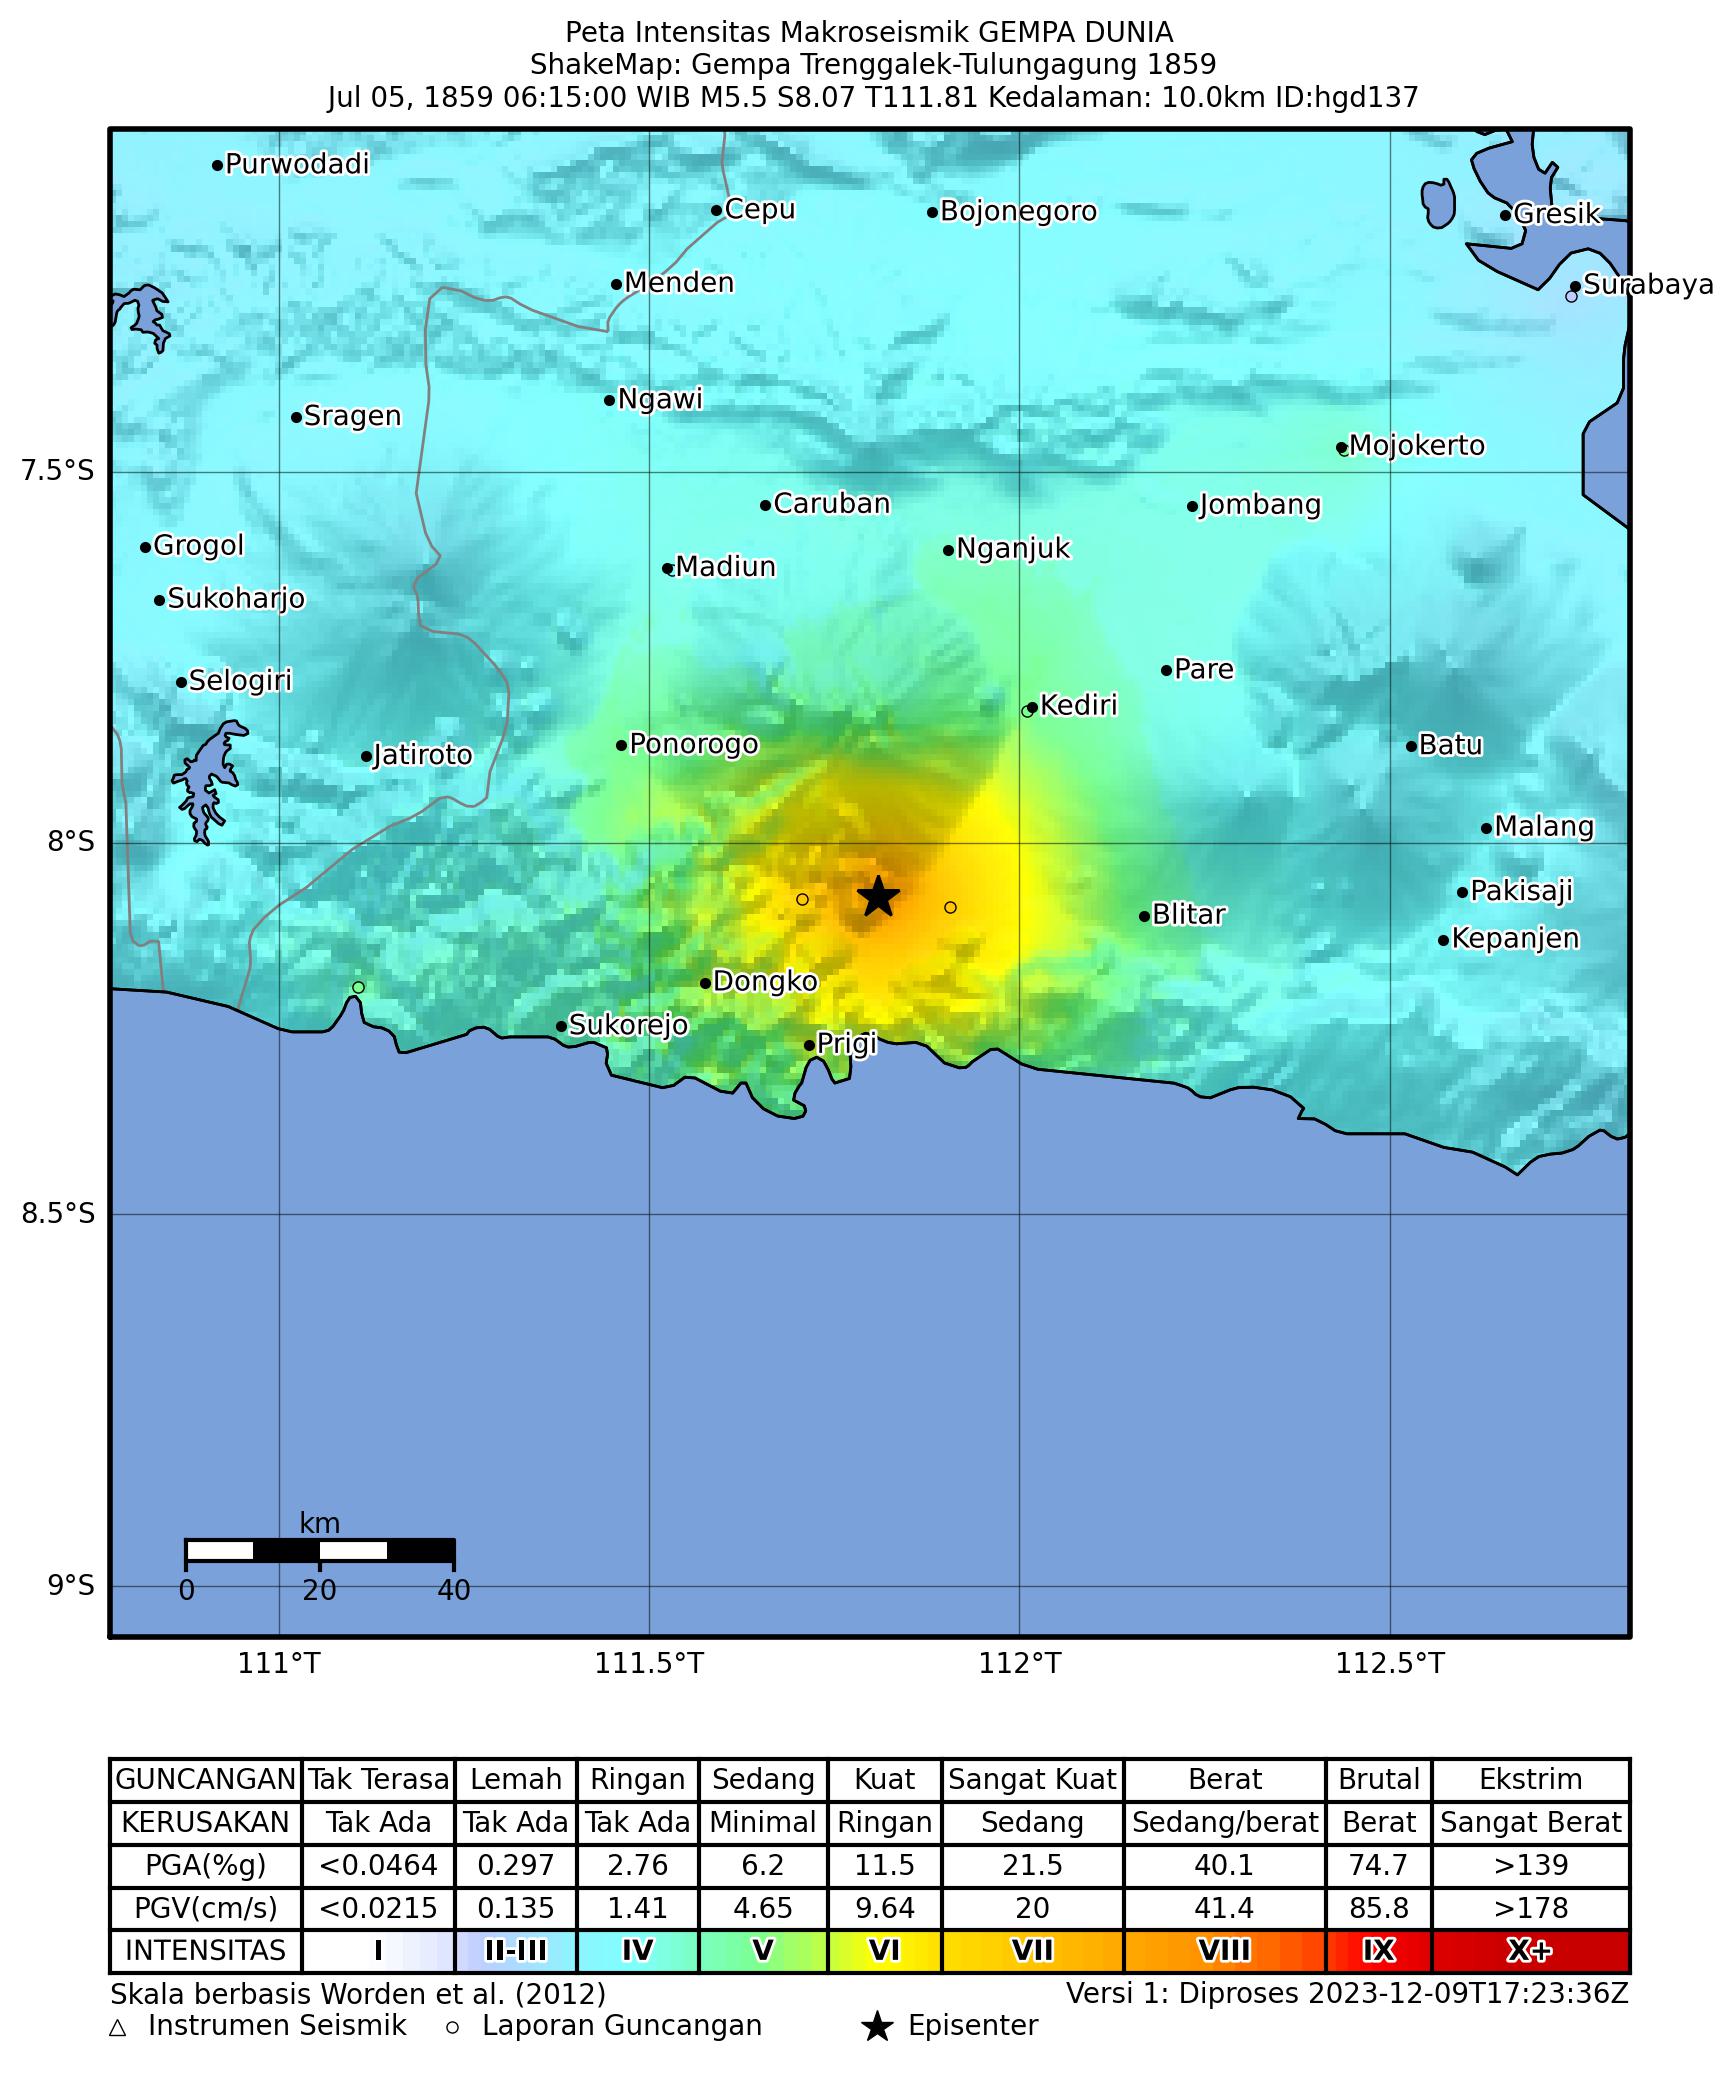 Peta Intensitas Makroseismik GEMPA DUNIA
ShakeMap: Gempa Trenggalek-Tulungagung 1859
Jul 05, 1859 06:15:00 WIB M5.5 S8.07 T111.81 Kedalaman: 10.0km ID:hgd137
Purwodadi
Cepu
Bojonegoro
Gresik
Menden
Surabaya
Ngawi
Sragen
Mojokerto
7.5°S
Caruban
Jombang
Grogol
Nganjuk
Madiun
Sukoharjo
Pare
Selogiri
Kediri
Ponorogo
Batu
Jatiroto
Malang
8°S
Pakisaji
Blitar
Kepanjen
Dongko
Sukorejo
Prigi
8.5°S
km
0 20 40
9°S
111°T 111.5°T 112°T 112.5°T
GUNCANGAN Tak Terasa Lemah Ringan Sedang Kuat Sangat Kuat Berat Brutal Ekstrim
KERUSAKAN Tak Ada Tak Ada Tak Ada Minimal Ringan Sedang Sedang/berat Berat Sangat Berat
PGA(%g) <0.0464 0.297 2.76 6.2 11.5 21.5 40.1 74.7 >139
PGV(cm/s) <0.0215 0.135 1.41 4.65 9.64 20 41.4 85.8 >178
INTENSITAS I II-III IV V VI VII VIII IX X+
Skala berbasis Worden et al. (2012) Versi 1: Diproses 2023-12-09T17:23:36Z
△ Instrumen Seismik ○ Laporan Guncangan ★ Episenter